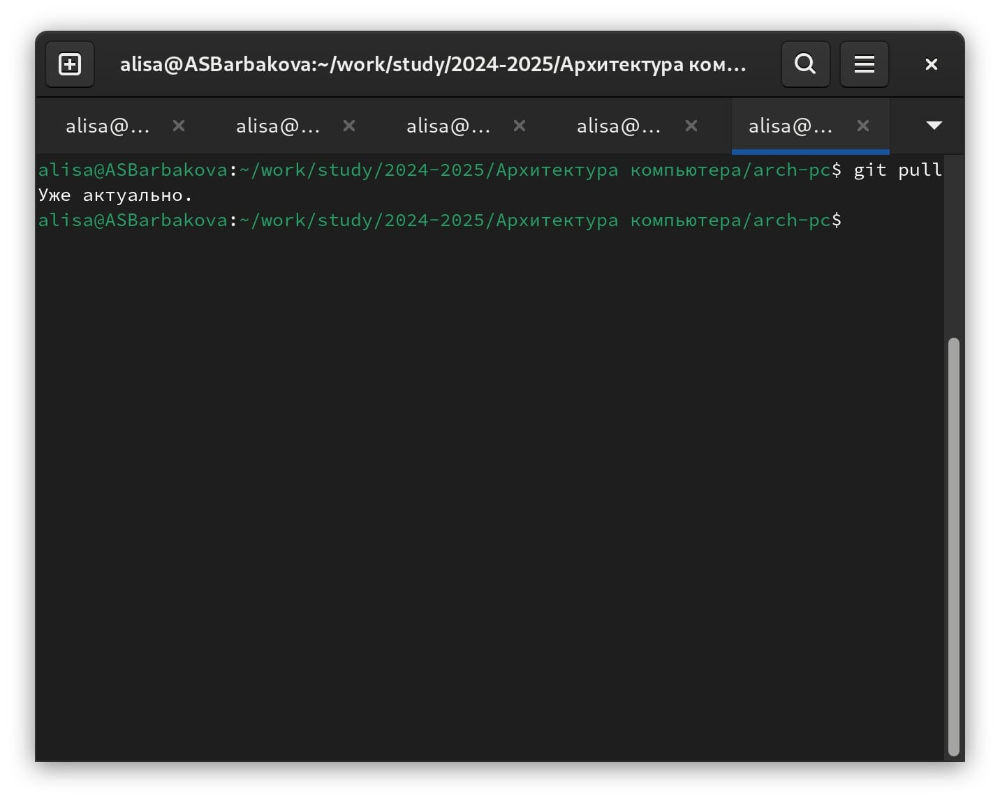 alisa@ASBarbakova:~/work/study/2024-2025/Архитектура ком...
alisa@... alisa@... alisa@... alisa@... alisa@...
alisa@ASBarbakova:~/work/study/2024-2025/Архитектура компьютера/arch-pc$ git pull
Уже актуально.
alisa@ASBarbakova:~/work/study/2024-2025/Архитектура компьютера/arch-pc$